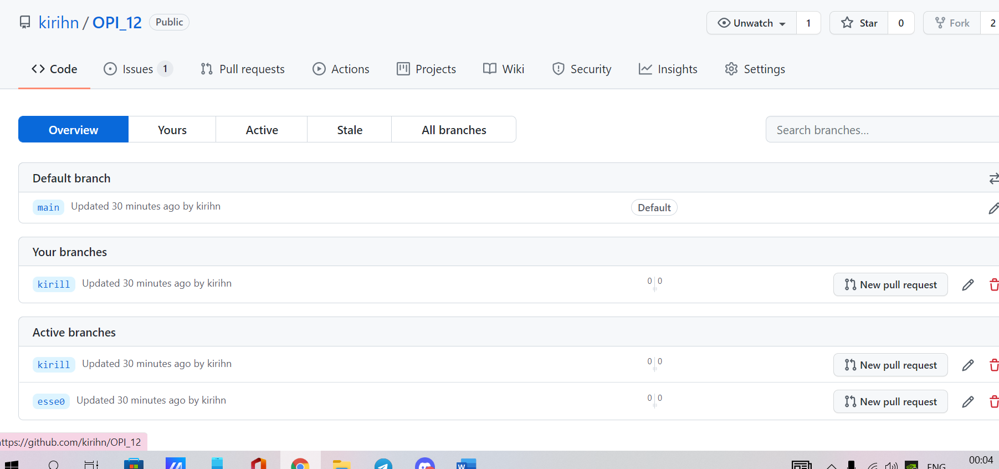 kirihn / OPI_12 Public Unwatch 1 Star 0 Fork 2
Code Issues 1 Pull requests Actions Projects Wiki Security Insights Settings
Overview Yours Active Stale All branches Search branches...
Default branch
main Updated 30 minutes ago by kirihn Default
Your branches
kirill Updated 30 minutes ago by kirihn 0 0 New pull request
Active branches
kirill Updated 30 minutes ago by kirihn 0 0 New pull request
esse0 Updated 30 minutes ago by kirihn 0 0 New pull request
ttps://github.com/kirihn/OPI_12
W ENG 00:04